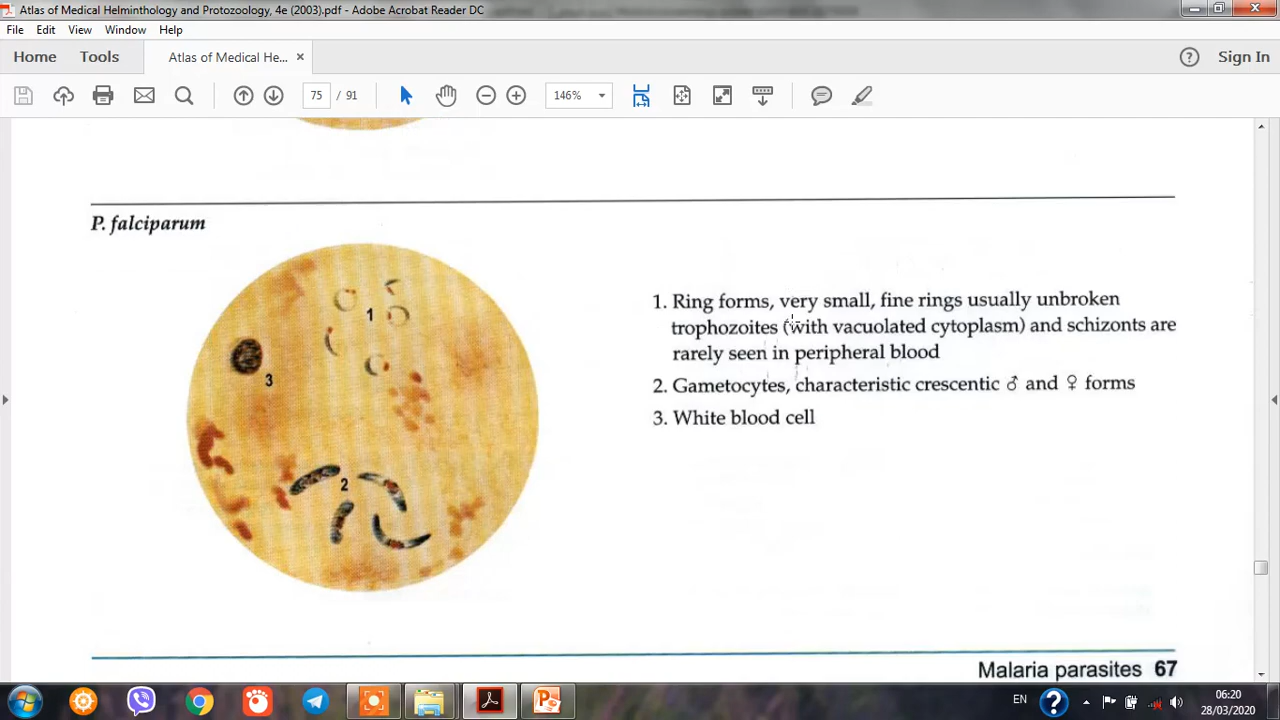 Atlas of Medical Helminthology and Protozoology, 4e (2003).pdf - Adobe Acrobat Reader DC
File Edit View Window Help
Home Tools Atlas of Medical He... × ? Sign In
75 / 91 146%
P. falciparum
1
3
2
1. Ring forms, very small, fine rings usually unbroken
trophozoites (with vacuolated cytoplasm) and schizonts are
rarely seen in peripheral blood
2. Gametocytes, characteristic crescentic ♂ and ♀ forms
3. White blood cell
Malaria parasites 67
EN ? 06:20
28/03/2020